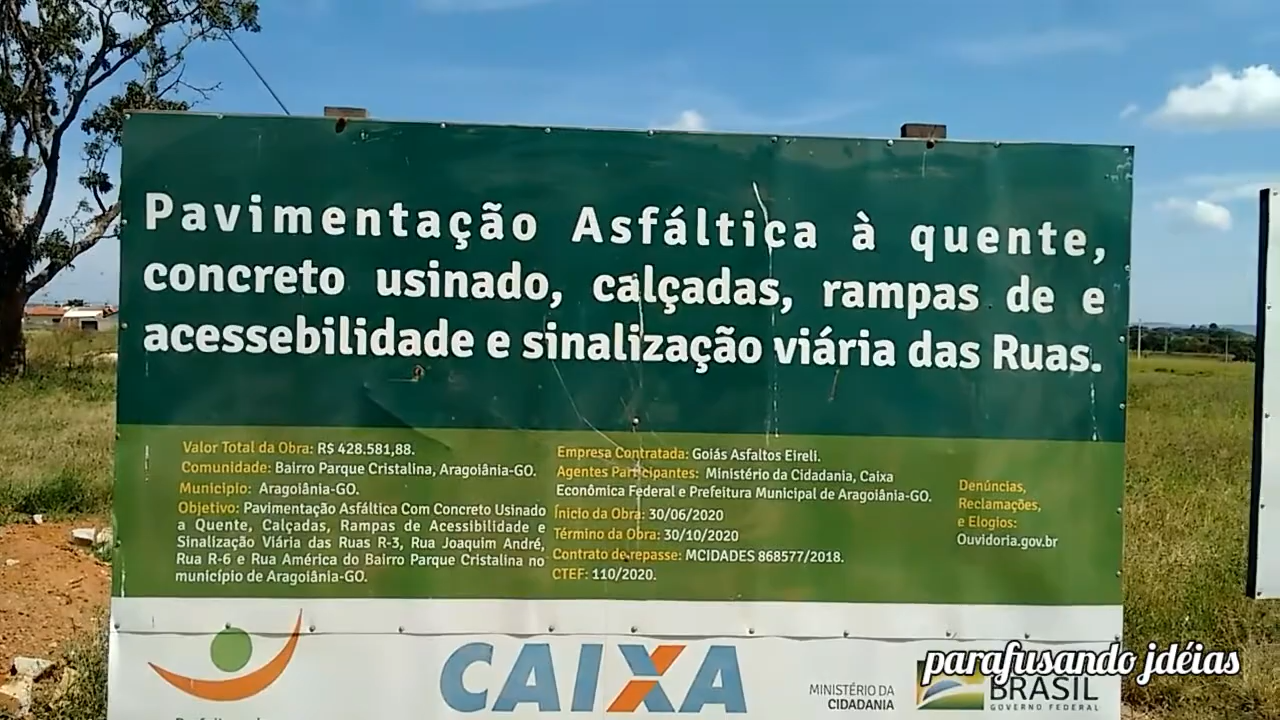 Pavimentação Asfáltica à quente,
concreto usinado, calçadas, rampas de e
acessebilidade e sinalização viária das Ruas.
Valor Total da Obra: R$ 428.581,88.
Comunidade: Bairro Parque Cristalina, Aragoiânia-GO.
Municipio: Aragoiânia-GO.
Objetivo: Pavimentação Asfáltica Com Concreto Usinado
a Quente, Calçadas, Rampas de Acessibilidade e
Sinalização Viária das Ruas R-3, Rua Joaquim André,
Rua R-6 e Rua América do Bairro Parque Cristalina no
município de Aragoiânia-GO.
Empresa Contratada: Goiás Asfaltos Eireli.
Agentes Participantes: Ministério da Cidadania, Caixa
Econômica Federal e Prefeitura Municipal de Aragoiânia-GO.
Ínicio da Obra: 30/06/2020
Término da Obra: 30/10/2020
Contrato de repasse: MCIDADES 868577/2018.
CTEF: 110/2020.
Denúncias,
Reclamações,
e Elogios:
Ouvidoria.gov.br
CAIXA
MINISTÉRIO DA
CIDADANIA
BRASIL
GOVERNO FEDERAL
parafusando jdéias